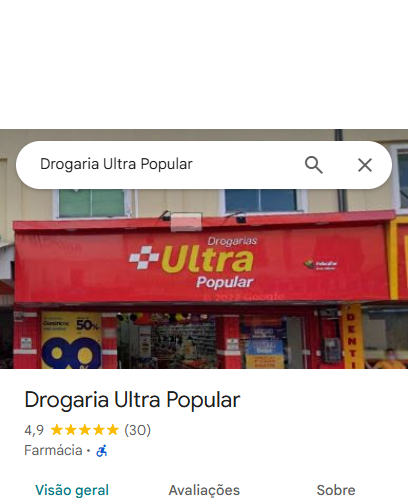 Drogaria Ultra Popular
Drogarias
Ultra
Popular
© 2022 Google
50%
DENTI
Drogaria Ultra Popular
4,9 (30)
Farmácia ·
Visão geral Avaliações Sobre